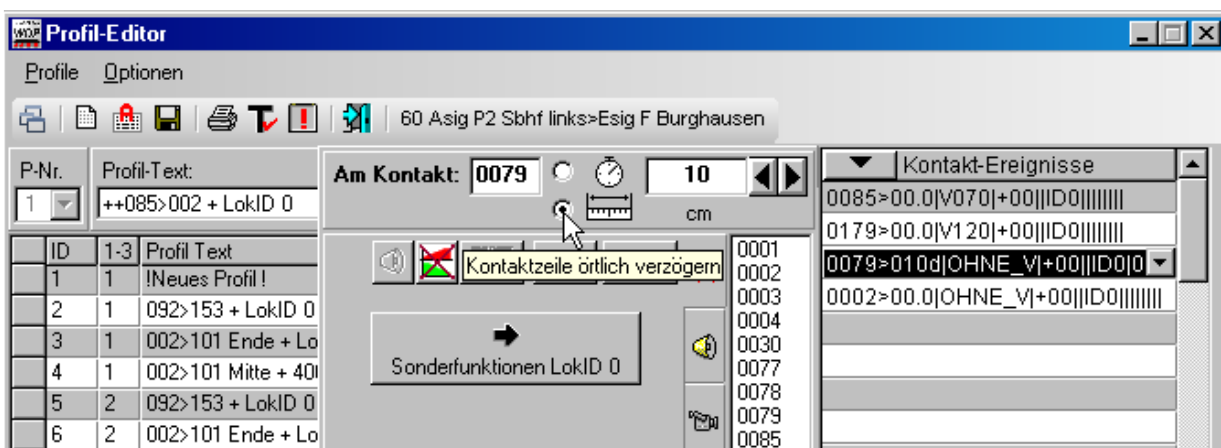 WDP Profil-Editor
Profile Optionen
60 Asig P2 Sbhf links>Esig F Burghausen
P-Nr. Profil-Text:
1 ++085>002 + LokID 0
Am Kontakt: 0079 10
cm
Kontaktzeile örtlich verzögern
Sonderfunktionen LokID 0
ID 1-3 Profil Text
1 1 !Neues Profil !
2 1 092>153 + LokID 0
3 1 002>101 Ende + Lo
4 1 002>101 Mitte + 40
5 2 092>153 + LokID 0
6 2 002>101 Ende + Lo
0001
0002
0003
0004
0030
0077
0078
0079
0085
Kontakt-Ereignisse
0085>00.0|V070|+00||ID0||||||||
0179>00.0|V120|+00||ID0||||||||
0079>010d|OHNE_V|+00||ID0|0
0002>00.0|OHNE_V|+00||ID0||||||||